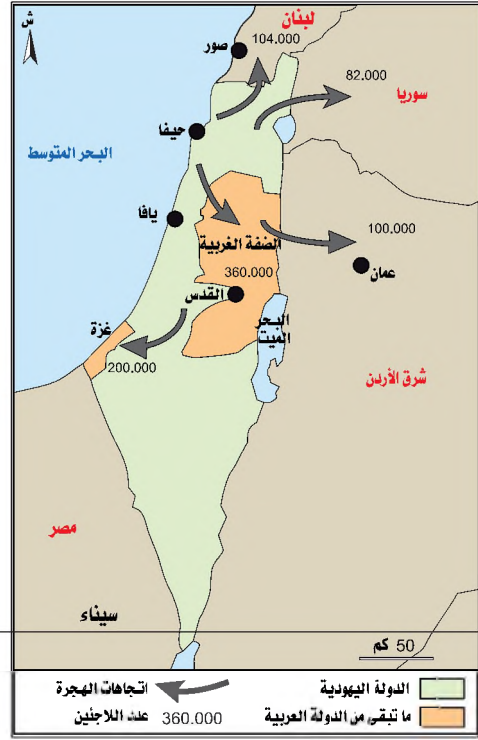 لبنان
ش
104.000
صور
82.000
سوريا
حيفا
البحر المتوسط
يافا
100.000
الضفة الغربية
عمان
360.000
القدس
البحر
الميت
غزة
200.000
شرق الأردن
مصر
سيناء
50 كم
الدولة اليهودية
اتجاهات الهجرة
ما تبقى من الدولة العربية
360.000 عدد اللاجئين